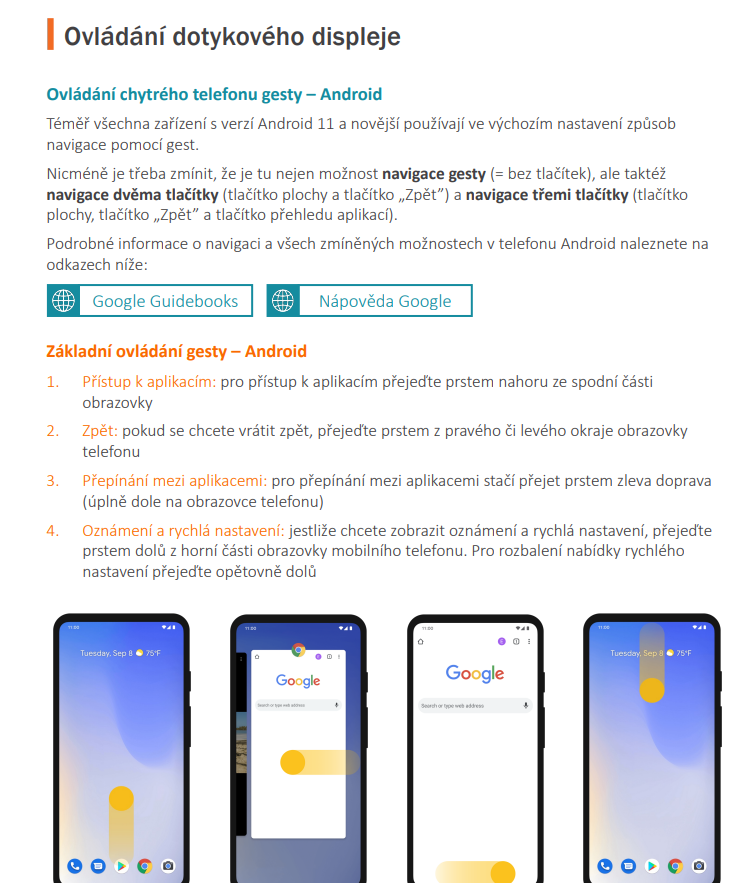 Ovládání dotykového displeje
Ovládání chytrého telefonu gesty – Android
Téměř všechna zařízení s verzí Android 11 a novější používají ve výchozím nastavení způsob
navigace pomocí gest.
Nicméně je třeba zmínit, že je tu nejen možnost navigace gesty (= bez tlačítek), ale taktéž
navigace dvěma tlačítky (tlačítko plochy a tlačítko „Zpět”) a navigace třemi tlačítky (tlačítko
plochy, tlačítko „Zpět” a tlačítko přehledu aplikací).
Podrobné informace o navigaci a všech zmíněných možnostech v telefonu Android naleznete na
odkazech níže:
Google Guidebooks
Nápověda Google
Základní ovládání gesty – Android
1. Přístup k aplikacím: pro přístup k aplikacím přejeďte prstem nahoru ze spodní části
obrazovky
2. Zpět: pokud se chcete vrátit zpět, přejeďte prstem z pravého či levého okraje obrazovky
telefonu
3. Přepínání mezi aplikacemi: pro přepínání mezi aplikacemi stačí přejet prstem zleva doprava
(úplně dole na obrazovce telefonu)
4. Oznámení a rychlá nastavení: jestliže chcete zobrazit oznámení a rychlá nastavení, přejeďte
prstem dolů z horní části obrazovky mobilního telefonu. Pro rozbalení nabídky rychlého
nastavení přejeďte opětovně dolů
11:00
Tuesday, Sep 8 75°F
11:00
Google
Search or type web address
11:00
Google
Search or type web address
11:00
Tuesday, Sep 8 75°F